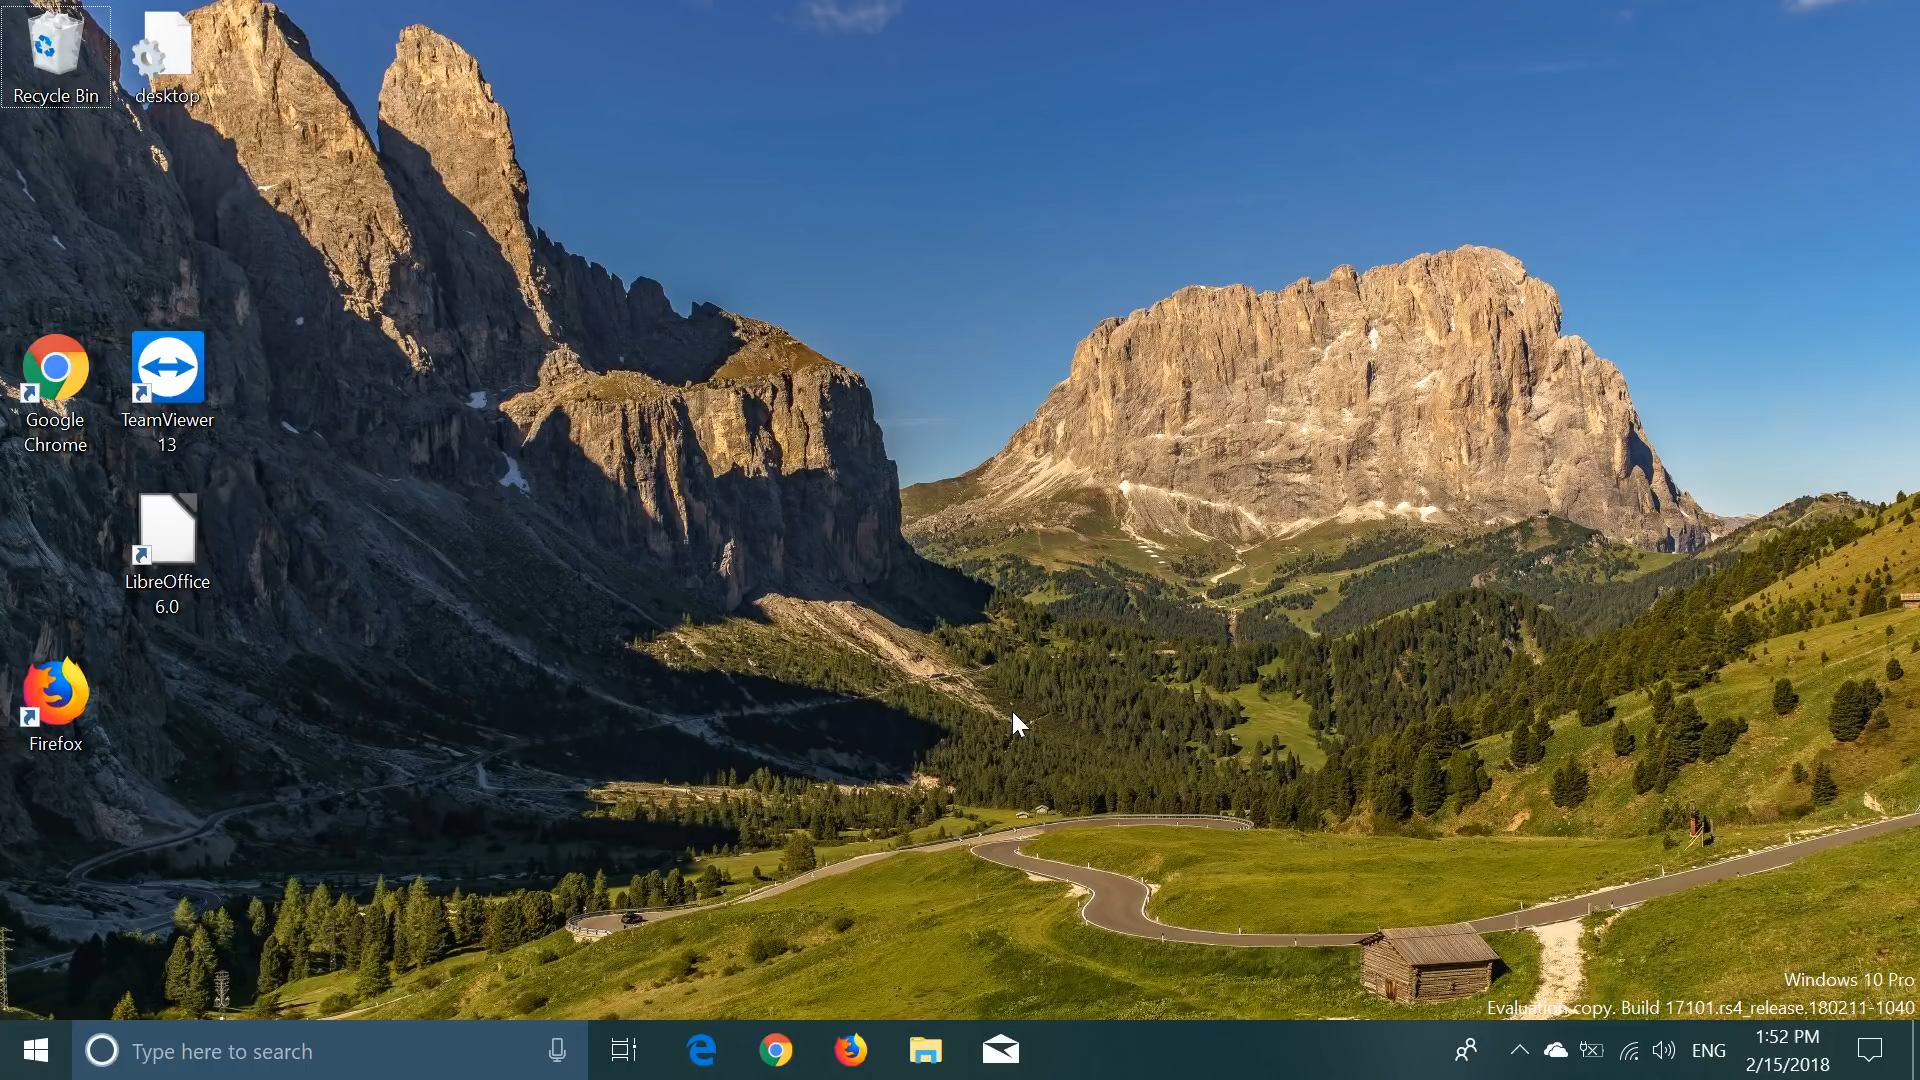 Recycle Bin
desktop
Google
Chrome
TeamViewer
13
LibreOffice
6.0
Firefox
Windows 10 Pro
Evaluation copy. Build 17101.rs4_release.180211-1040
Type here to search
ENG
1:52 PM
2/15/2018